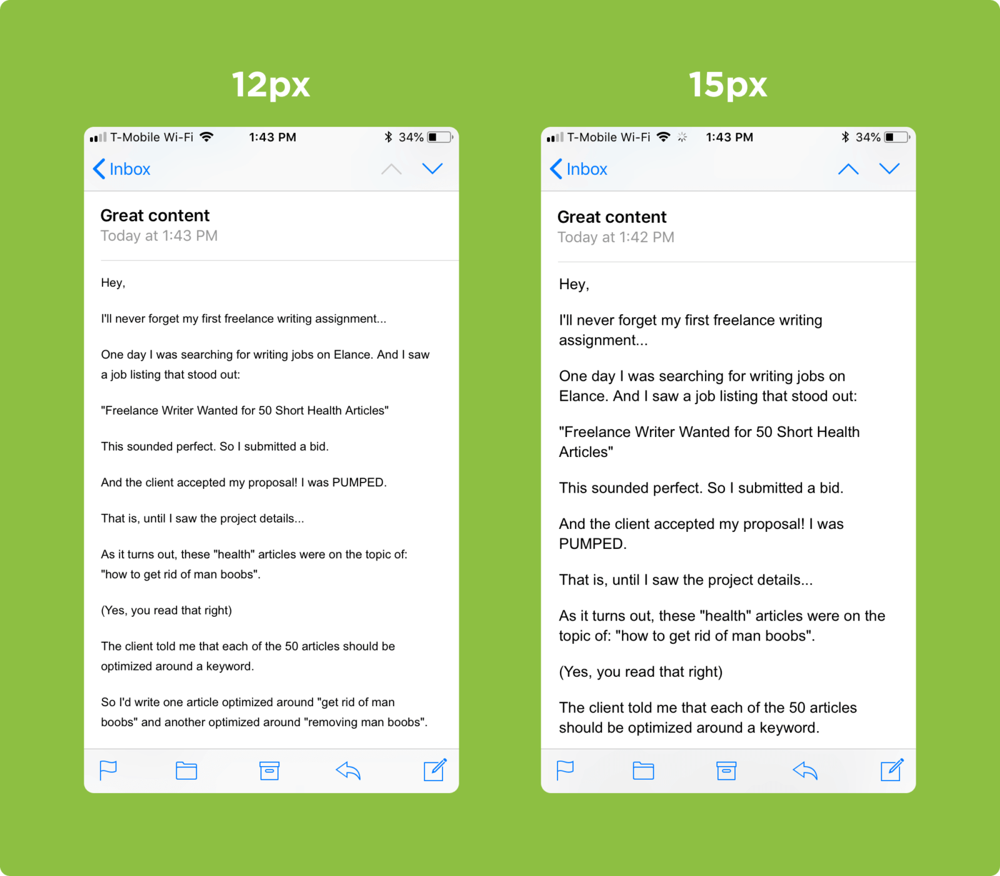 12px
T-Mobile Wi-Fi 1:43 PM 34%
Inbox
Great content
Today at 1:43 PM
Hey,
I'll never forget my first freelance writing assignment...
One day I was searching for writing jobs on Elance. And I saw
a job listing that stood out:
"Freelance Writer Wanted for 50 Short Health Articles"
This sounded perfect. So I submitted a bid.
And the client accepted my proposal! I was PUMPED.
That is, until I saw the project details...
As it turns out, these "health" articles were on the topic of:
"how to get rid of man boobs".
(Yes, you read that right)
The client told me that each of the 50 articles should be
optimized around a keyword.
So I'd write one article optimized around "get rid of man
boobs" and another optimized around "removing man boobs".
15px
T-Mobile Wi-Fi 1:43 PM 34%
Inbox
Great content
Today at 1:42 PM
Hey,
I'll never forget my first freelance writing
assignment...
One day I was searching for writing jobs on
Elance. And I saw a job listing that stood out:
"Freelance Writer Wanted for 50 Short Health
Articles"
This sounded perfect. So I submitted a bid.
And the client accepted my proposal! I was
PUMPED.
That is, until I saw the project details...
As it turns out, these "health" articles were on the
topic of: "how to get rid of man boobs".
(Yes, you read that right)
The client told me that each of the 50 articles
should be optimized around a keyword.